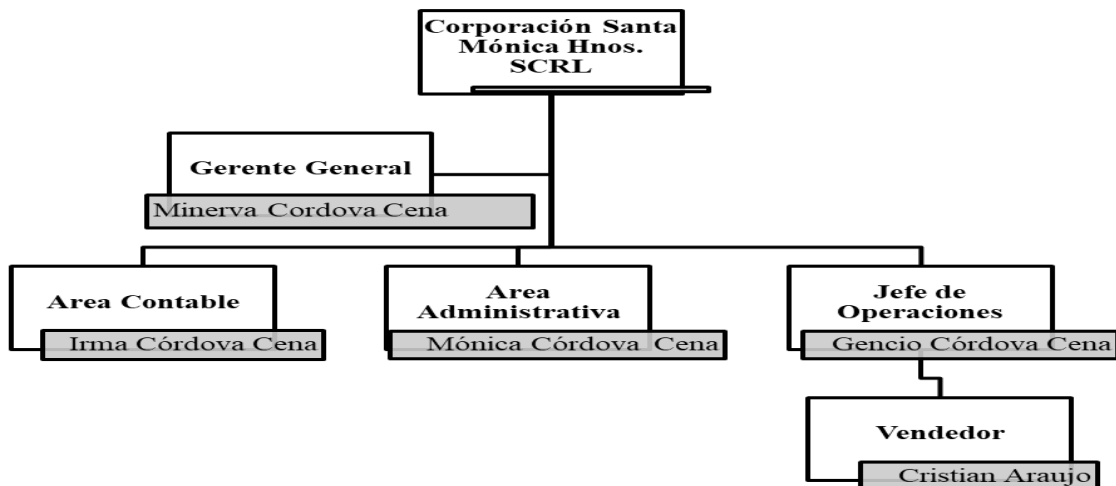 Corporación Santa
Mónica Hnos.
SCRL
Gerente General
Minerva Cordova Cena
Area Contable
Irma Córdova Cena
Area
Administrativa
Mónica Córdova Cena
Jefe de
Operaciones
Gencio Córdova Cena
Vendedor
Cristian Araujo